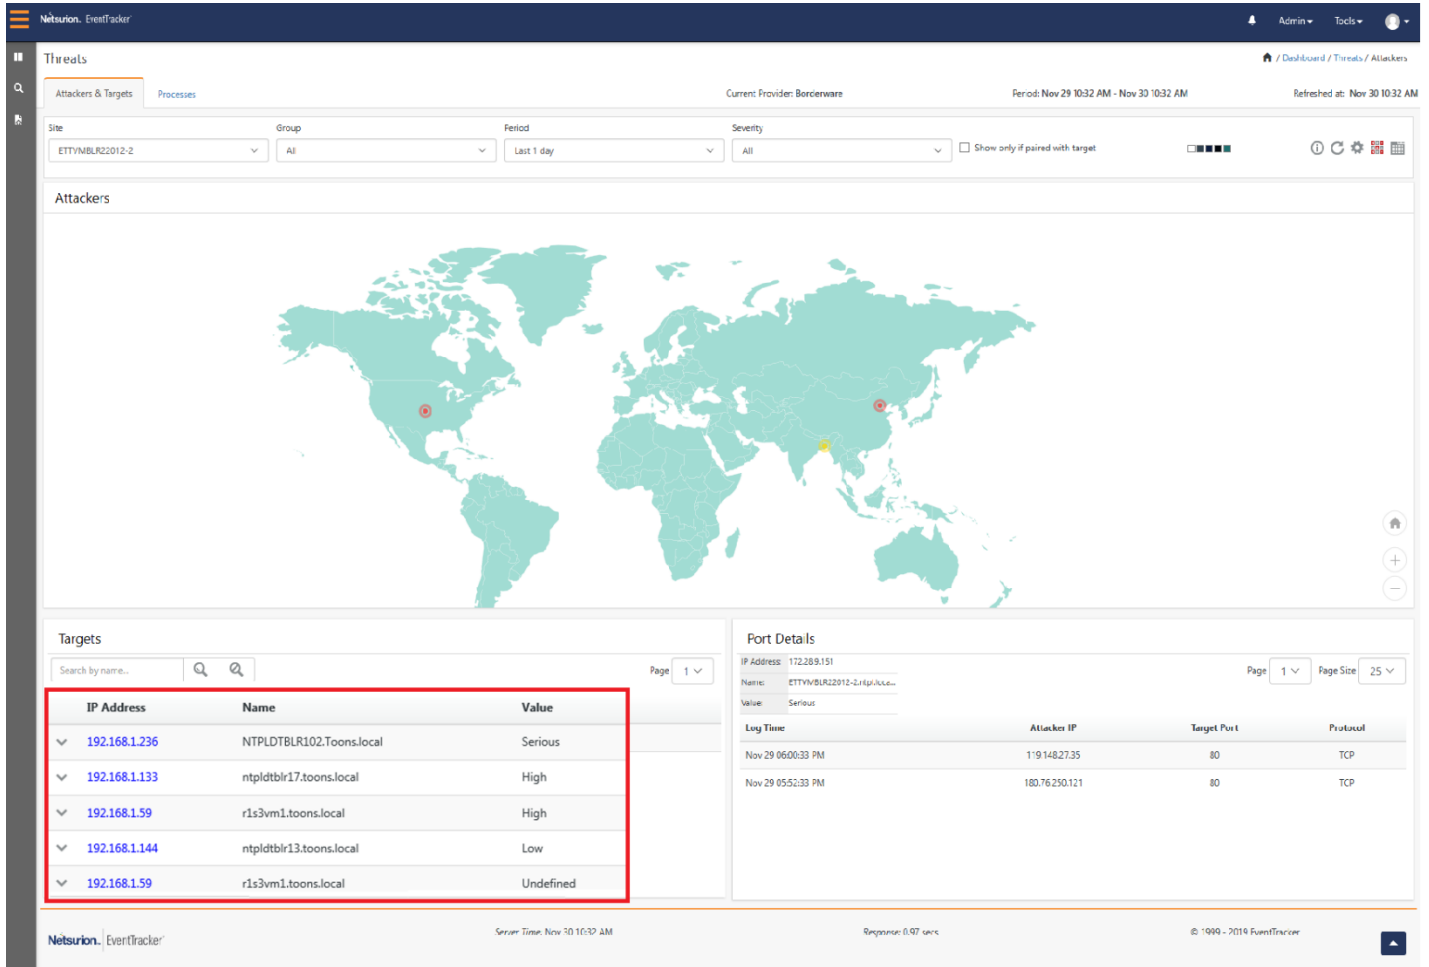 Netsurion. EventTracker
Admin
Tools
Threats
/ Dashboard / Threats / Attackers
Attackers & Targets
Processes
Current Provider: Borderware
Period: Nov 29 10:32 AM - Nov 30 10:32 AM
Refreshed at: Nov 30 10:32 AM
Site
Group
Period
Severity
ETTVMBLR22012-2
All
Last 1 day
All
Show only if paired with target
Attackers
Targets
Search by name...
Page 1
IP Address Name Value
192.168.1.236 NTPLDTBLR102.Toons.local Serious
192.168.1.133 ntpldtblr17.toons.local High
192.168.1.59 r1s3vm1.toons.local High
192.168.1.144 ntpldtblr13.toons.local Low
192.168.1.59 r1s3vm1.toons.local Undefined
Port Details
IP Address: 172.28.9.151
Name: ETTVMBLR22012-2.ntpl.loca...
Value: Serious
Page 1 Page Size 25
Log Time Attacker IP Target Port Protocol
Nov 29 06:00:33 PM 119.148.27.35 80 TCP
Nov 29 05:52:33 PM 180.76.250.121 80 TCP
Netsurion. EventTracker
Server Time: Nov 30 10:32 AM
Response: 0.97 secs
© 1999 - 2019 EventTracker